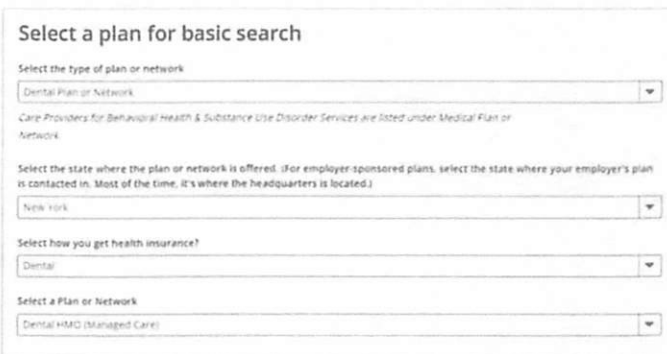 Select a plan for basic search
Select the type of plan or network
Dental Plan or Network
Care Providers for Behavioral Health & Substance Use Disorder Services are listed under Medical Plan or
Network.
Select the state where the plan or network is offered. (For employer-sponsored plans, select the state where your employer's plan
is contacted in. Most of the time, it's where the headquarters is located.)
New York
Select how you get health insurance?
Dental
Select a Plan or Network
Dental HMO (Managed Care)